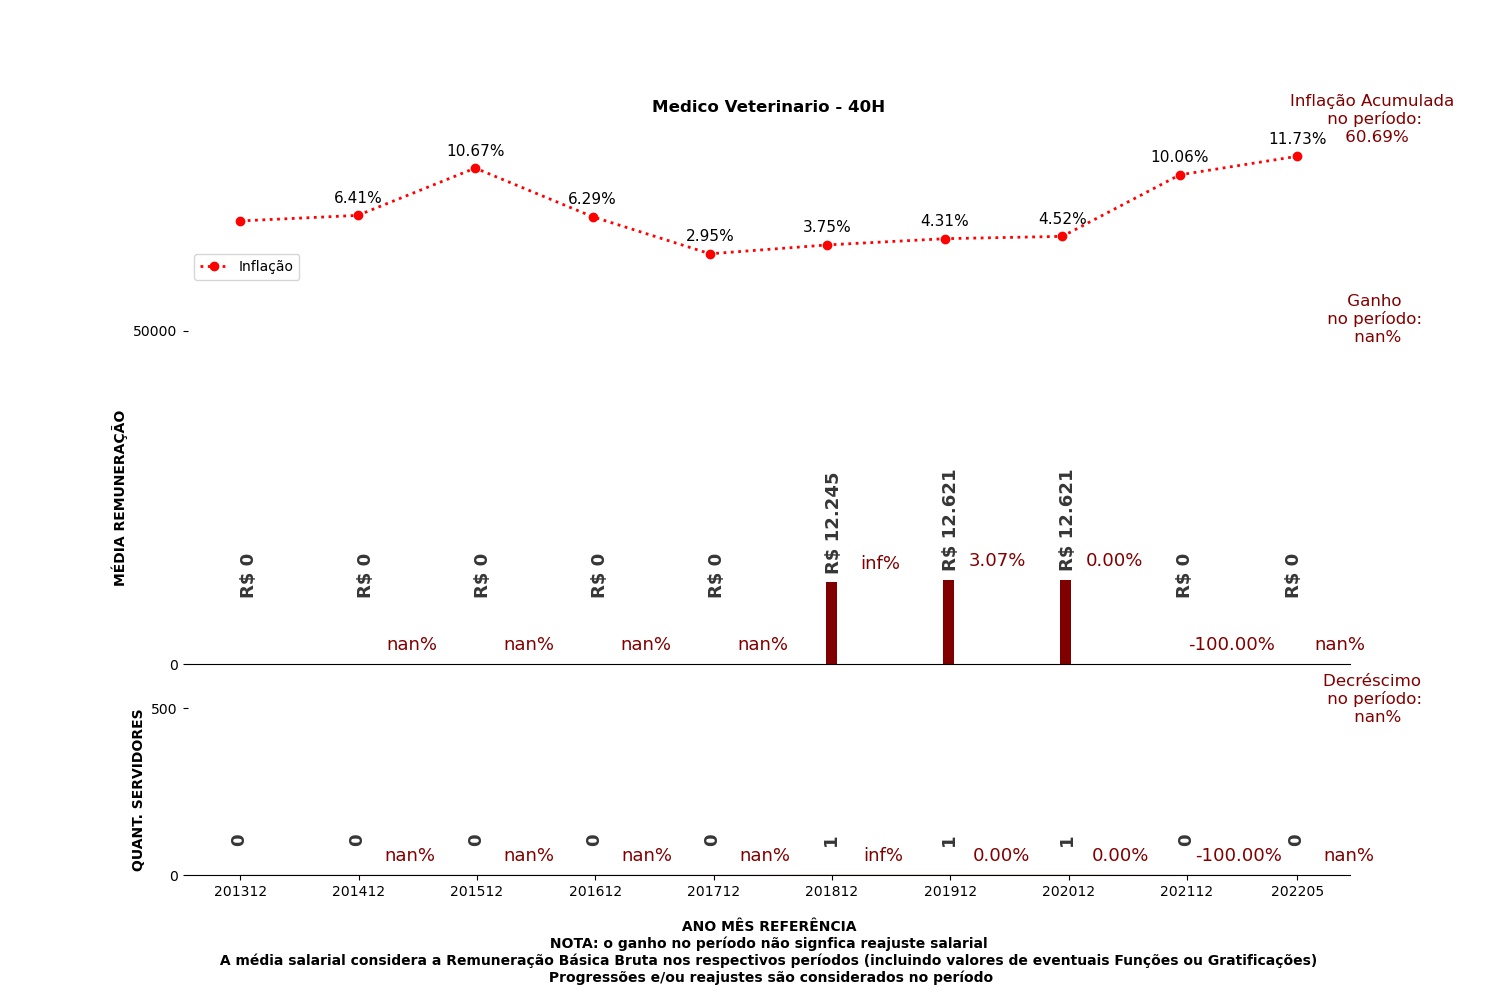 Medico Veterinario - 40H
Inflação Acumulada
no período:
60.69%
6.41%
10.67%
6.29%
2.95%
3.75%
4.31%
4.52%
10.06%
11.73%
Inflação
Ganho
no período:
nan%
50000
0
MÉDIA REMUNERAÇÃO
R$ 0
R$ 0
R$ 0
R$ 0
R$ 0
R$ 12.245
R$ 12.621
R$ 12.621
R$ 0
R$ 0
nan%
nan%
nan%
nan%
inf%
3.07%
0.00%
-100.00%
nan%
Decréscimo
no período:
nan%
500
0
QUANT. SERVIDORES
0
0
0
0
0
1
1
1
0
0
nan%
nan%
nan%
nan%
inf%
0.00%
0.00%
-100.00%
nan%
201312
201412
201512
201612
201712
201812
201912
202012
202112
202205
ANO MÊS REFERÊNCIA
NOTA: o ganho no período não signfica reajuste salarial
A média salarial considera a Remuneração Básica Bruta nos respectivos períodos (incluindo valores de eventuais Funções ou Gratificações)
Progressões e/ou reajustes são considerados no período